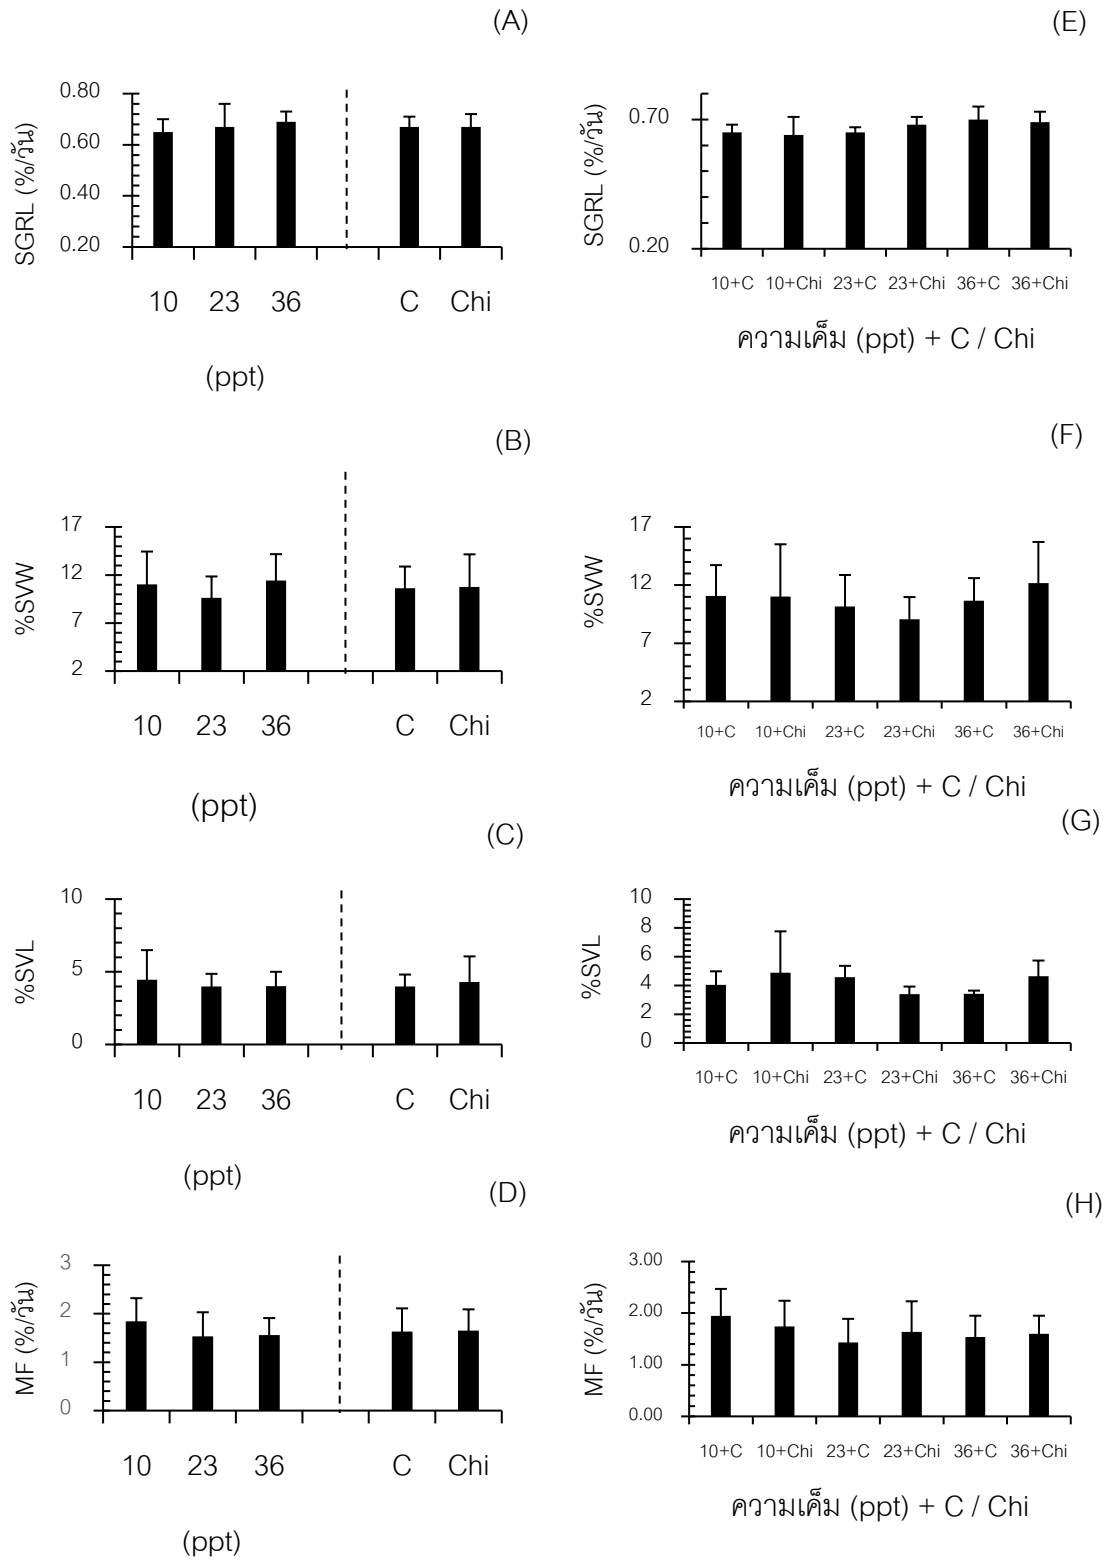 (A)
SGRL (%/วัน)
0.80
0.60
0.40
0.20
10 23 36 C Chi
(ppt)
(E)
SGRL (%/วัน)
0.70
0.20
10+C 10+Chi 23+C 23+Chi 36+C 36+Chi
ความเค็ม (ppt) + C / Chi
(B)
%SVW
17
12
7
2
10 23 36 C Chi
(ppt)
(F)
%SVW
17
12
7
2
10+C 10+Chi 23+C 23+Chi 36+C 36+Chi
ความเค็ม (ppt) + C / Chi
(C)
%SVL
10
5
0
10 23 36 C Chi
(ppt)
(G)
%SVL
10
8
6
4
2
0
10+C 10+Chi 23+C 23+Chi 36+C 36+Chi
ความเค็ม (ppt) + C / Chi
(D)
MF (%/วัน)
3
2
1
0
10 23 36 C Chi
(ppt)
(H)
MF (%/วัน)
3.00
2.00
1.00
0.00
10+C 10+Chi 23+C 23+Chi 36+C 36+Chi
ความเค็ม (ppt) + C / Chi